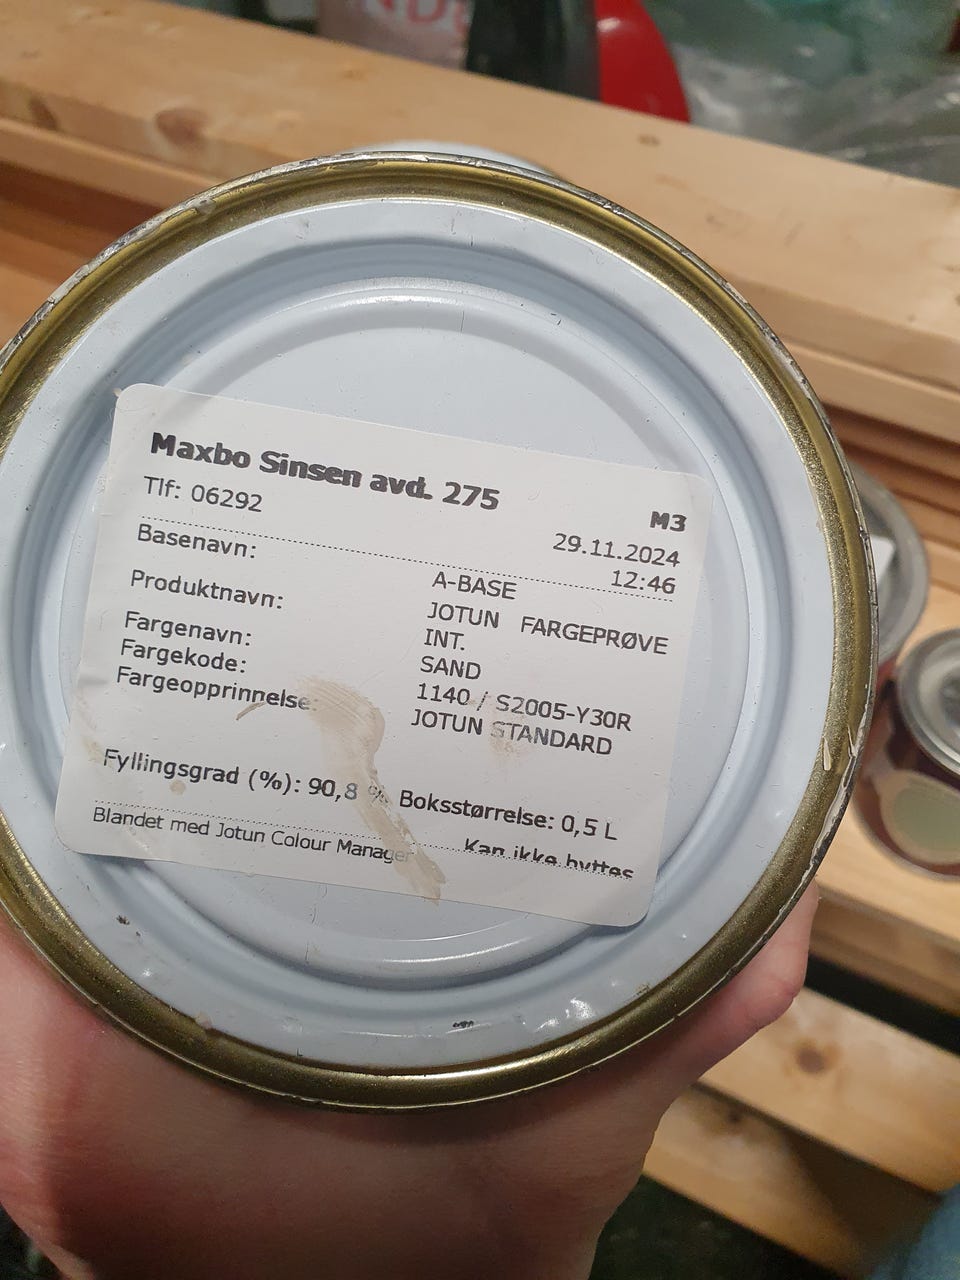 Maxbo Sinsen avd. 275
Tlf: 06292
M3
29.11.2024
12:46
Basenavn: A-BASE
Produktnavn: JOTUN FARGEPRØVE
INT.
Fargenavn: SAND
Fargekode: 1140 / S2005-Y30R
Fargeopprinnelse: JOTUN STANDARD
Fyllingsgrad (%): 90,8 % Boksstørrelse: 0,5 L
Blandet med Jotun Colour Manager Kan ikke byttes